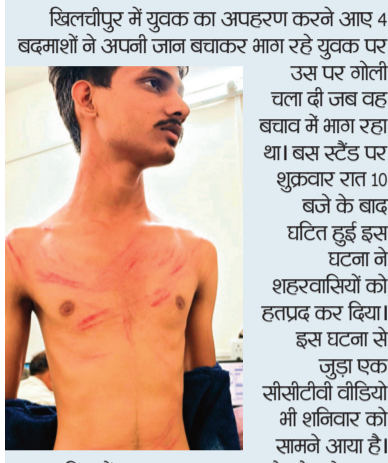 खिलचीपुर में युवक का अपहरण करने आए 4
बदमाशों ने अपनी जान बचाकर भाग रहे युवक पर
उस पर गोली
चला दी जब वह
बचाव में भाग रहा
था। बस स्टैंड पर
शुक्रवार रात 10
बजे के बाद
घटित हुई इस
घटना ने
शहरवासियों को
हतप्रद कर दिया।
इस घटना से
जुड़ा एक
सीसीटीवी वीडियो
भी शनिवार को
सामने आया है।